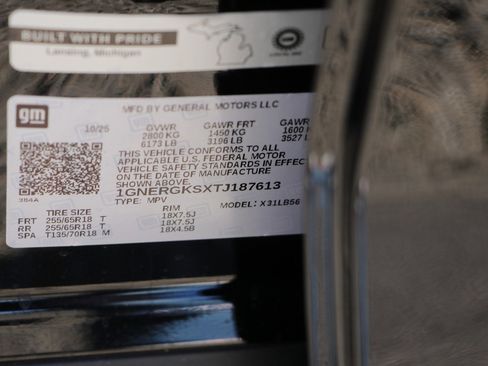 BUILT WITH PRIDE
Lansing, Michigan
gm
MFD BY GENERAL MOTORS LLC
10/25 GVWR GAWR FRT GAWR
2800 KG 1450 KG 1600 K
6173 LB 3196 LB 3527 L
THIS VEHICLE CONFORMS TO ALL
APPLICABLE U.S. FEDERAL MOTOR
VEHICLE SAFETY STANDARDS IN EFFECT
ON THE DATE OF MANUFACTURE
SHOWN ABOVE.
1GNERGKSXTJ187613
TYPE: MPV MODEL: X31LB56
384A
TIRE SIZE RIM
FRT 255/65R18 T 18X7.5J
RR 255/65R18 T 18X7.5J
SPA T135/70R18 M 18X4.5B